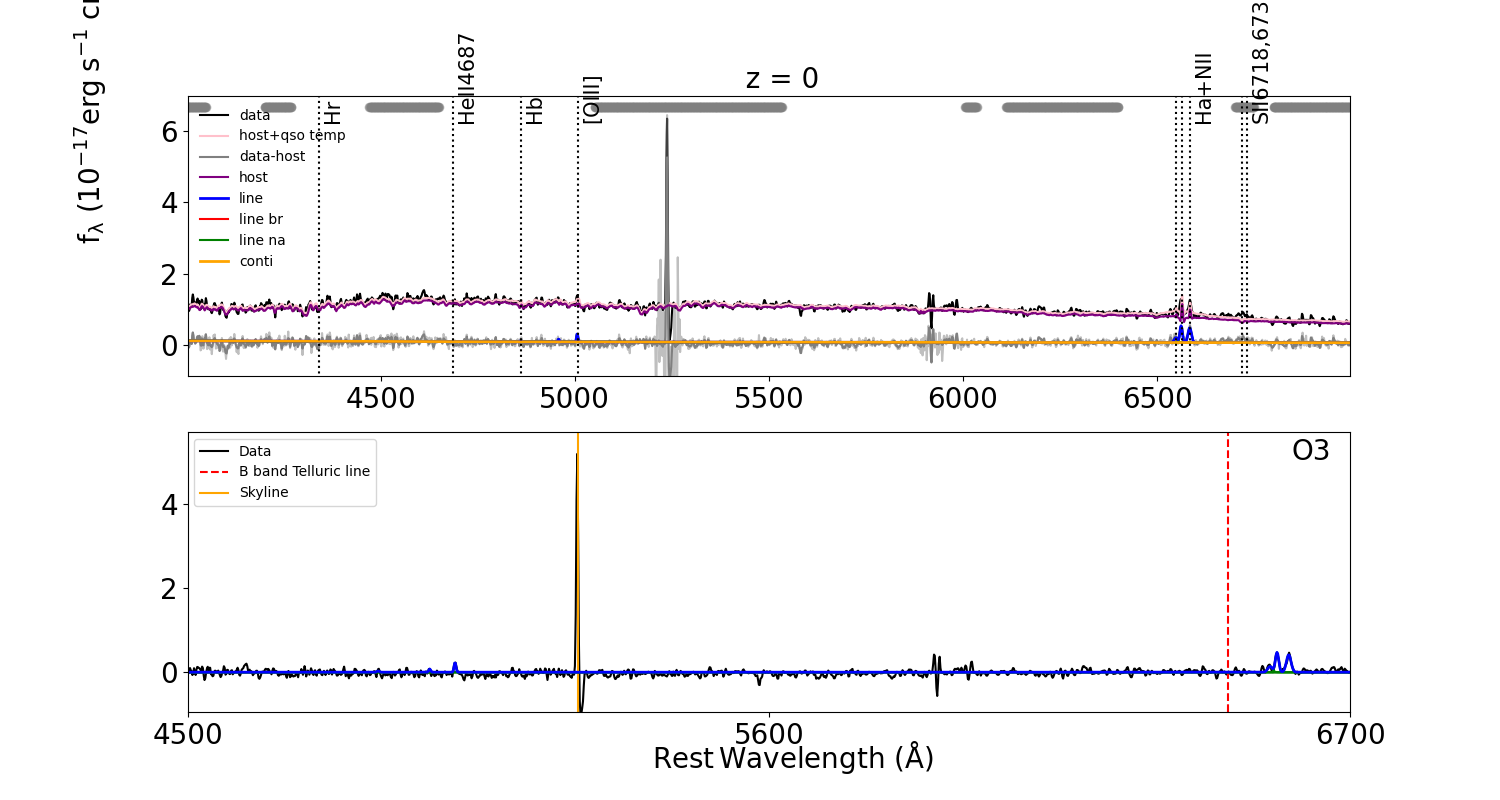 z = 0
f_λ (10^−17 erg s^−1 c
Hr
HeII4687
Hb
[OIII]
Ha+NII
SII6718,673
data
host+qso temp
data-host
host
line
line br
line na
conti
6
4
2
0
4500 5000 5500 6000 6500
O3
Data
B band Telluric line
Skyline
4
2
0
4500 5600 6700
Rest Wavelength (Å)